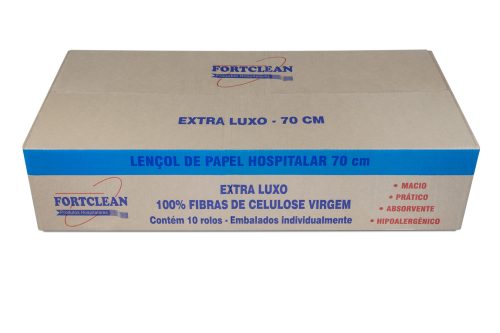 FORTCLEAN
Produtos Hospitalares
EXTRA LUXO - 70 CM
LENÇOL DE PAPEL HOSPITALAR 70 cm
FORTCLEAN
Produtos Hospitalares
EXTRA LUXO
100% FIBRAS DE CELULOSE VIRGEM
Contém 10 rolos - Embalados individualmente
• MACIO
• PRÁTICO
• ABSORVENTE
• HIPOALERGÊNICO